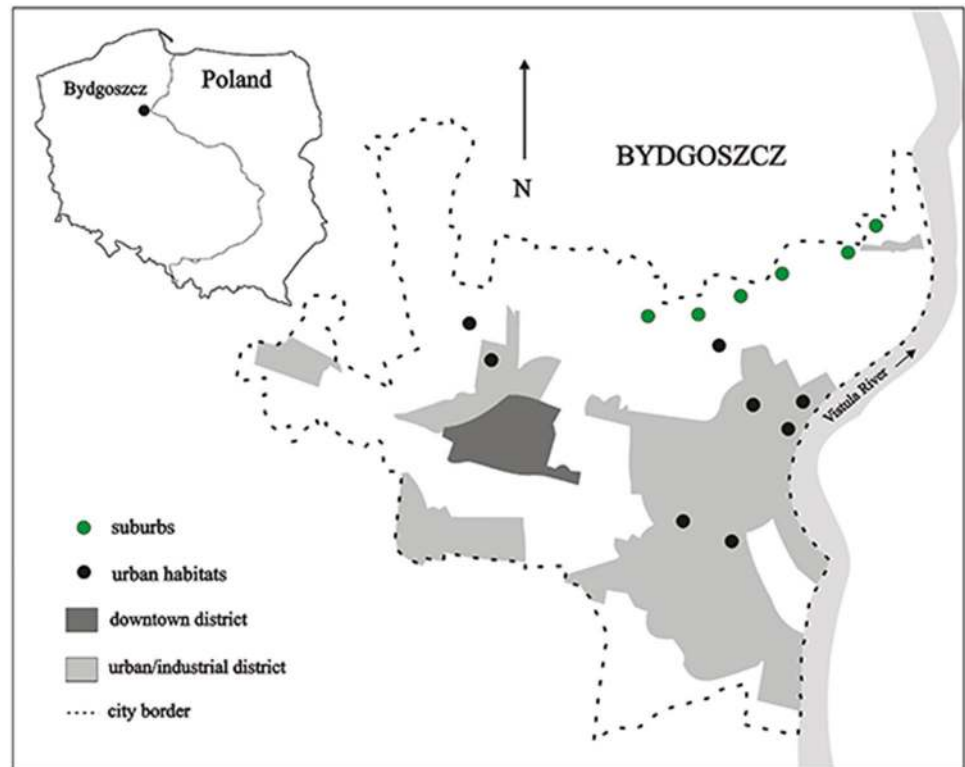 Poland
Bydgoszcz
N
BYDGOSZCZ
Vistula River
suburbs
urban habitats
downtown district
urban/industrial district
city border